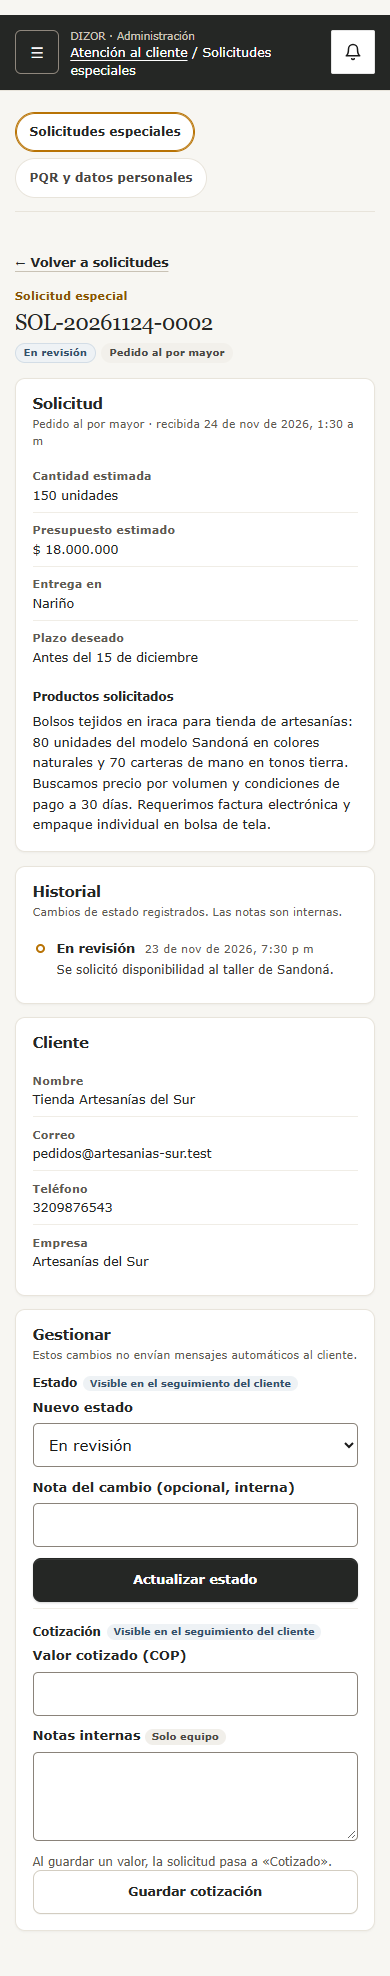 DIZOR · Administración
Atención al cliente / Solicitudes
especiales
Solicitudes especiales
PQR y datos personales
← Volver a solicitudes
Solicitud especial
SOL-20261124-0002
En revisión Pedido al por mayor
Solicitud
Pedido al por mayor · recibida 24 de nov de 2026, 1:30 a
m
Cantidad estimada
150 unidades
Presupuesto estimado
$ 18.000.000
Entrega en
Nariño
Plazo deseado
Antes del 15 de diciembre
Productos solicitados
Bolsos tejidos en iraca para tienda de artesanías:
80 unidades del modelo Sandoná en colores
naturales y 70 carteras de mano en tonos tierra.
Buscamos precio por volumen y condiciones de
pago a 30 días. Requerimos factura electrónica y
empaque individual en bolsa de tela.
Historial
Cambios de estado registrados. Las notas son internas.
En revisión 23 de nov de 2026, 7:30 p m
Se solicitó disponibilidad al taller de Sandoná.
Cliente
Nombre
Tienda Artesanías del Sur
Correo
pedidos@artesanias-sur.test
Teléfono
3209876543
Empresa
Artesanías del Sur
Gestionar
Estos cambios no envían mensajes automáticos al cliente.
Estado Visible en el seguimiento del cliente
Nuevo estado
En revisión
Nota del cambio (opcional, interna)
Actualizar estado
Cotización Visible en el seguimiento del cliente
Valor cotizado (COP)
Notas internas Solo equipo
Al guardar un valor, la solicitud pasa a «Cotizado».
Guardar cotización